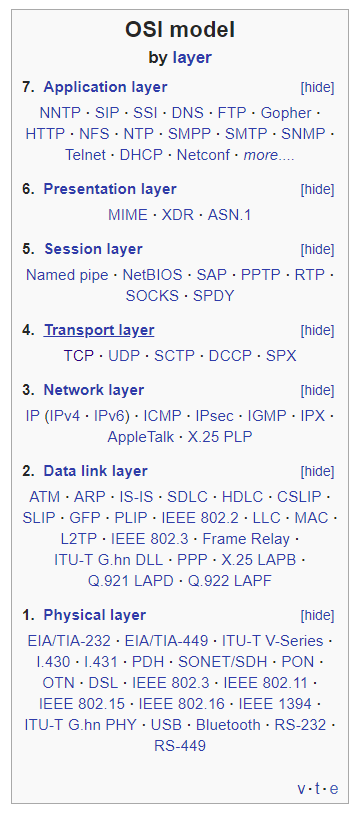 OSI model
by layer
7. Application layer [hide]
NNTP · SIP · SSI · DNS · FTP · Gopher ·
HTTP · NFS · NTP · SMPP · SMTP · SNMP ·
Telnet · DHCP · Netconf · more....
6. Presentation layer [hide]
MIME · XDR · ASN.1
5. Session layer [hide]
Named pipe · NetBIOS · SAP · PPTP · RTP ·
SOCKS · SPDY
4. Transport layer [hide]
TCP · UDP · SCTP · DCCP · SPX
3. Network layer [hide]
IP (IPv4 · IPv6) · ICMP · IPsec · IGMP · IPX ·
AppleTalk · X.25 PLP
2. Data link layer [hide]
ATM · ARP · IS-IS · SDLC · HDLC · CSLIP ·
SLIP · GFP · PLIP · IEEE 802.2 · LLC · MAC ·
L2TP · IEEE 802.3 · Frame Relay ·
ITU-T G.hn DLL · PPP · X.25 LAPB ·
Q.921 LAPD · Q.922 LAPF
1. Physical layer [hide]
EIA/TIA-232 · EIA/TIA-449 · ITU-T V-Series ·
I.430 · I.431 · PDH · SONET/SDH · PON ·
OTN · DSL · IEEE 802.3 · IEEE 802.11 ·
IEEE 802.15 · IEEE 802.16 · IEEE 1394 ·
ITU-T G.hn PHY · USB · Bluetooth · RS-232 ·
RS-449
v · t · e